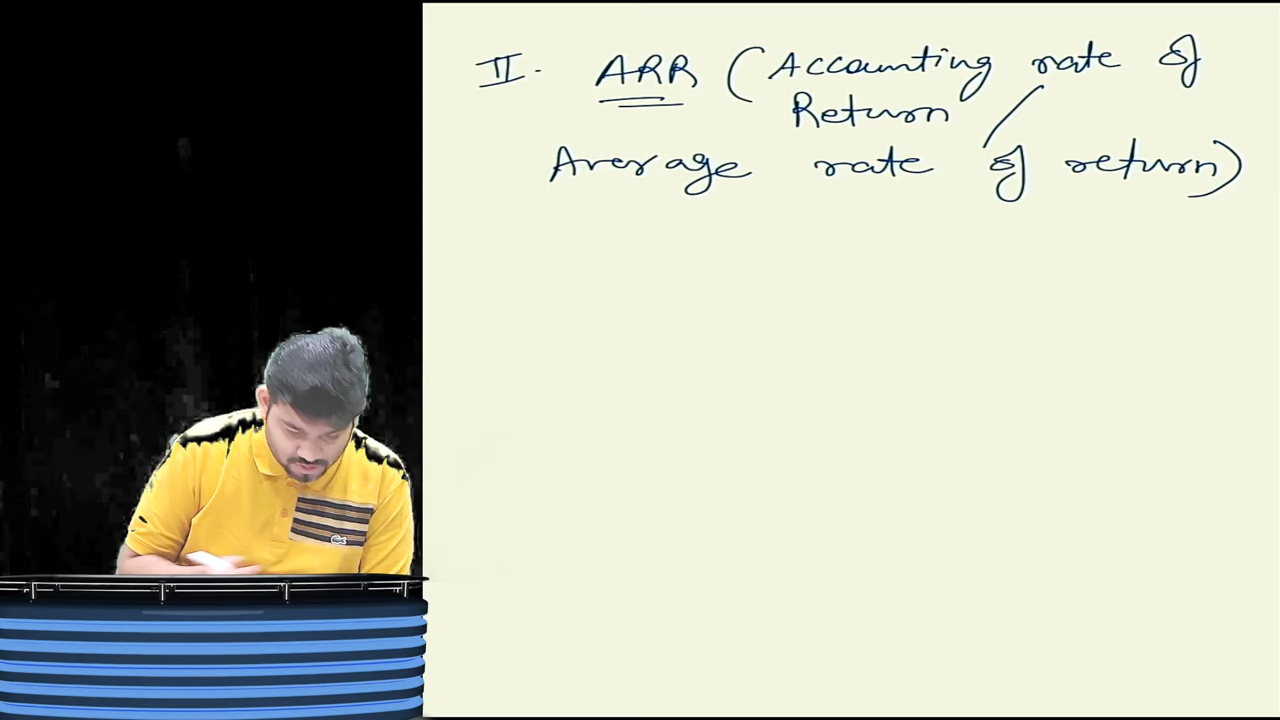 II. ARR (Accounting rate of
Return /
Average rate of return)